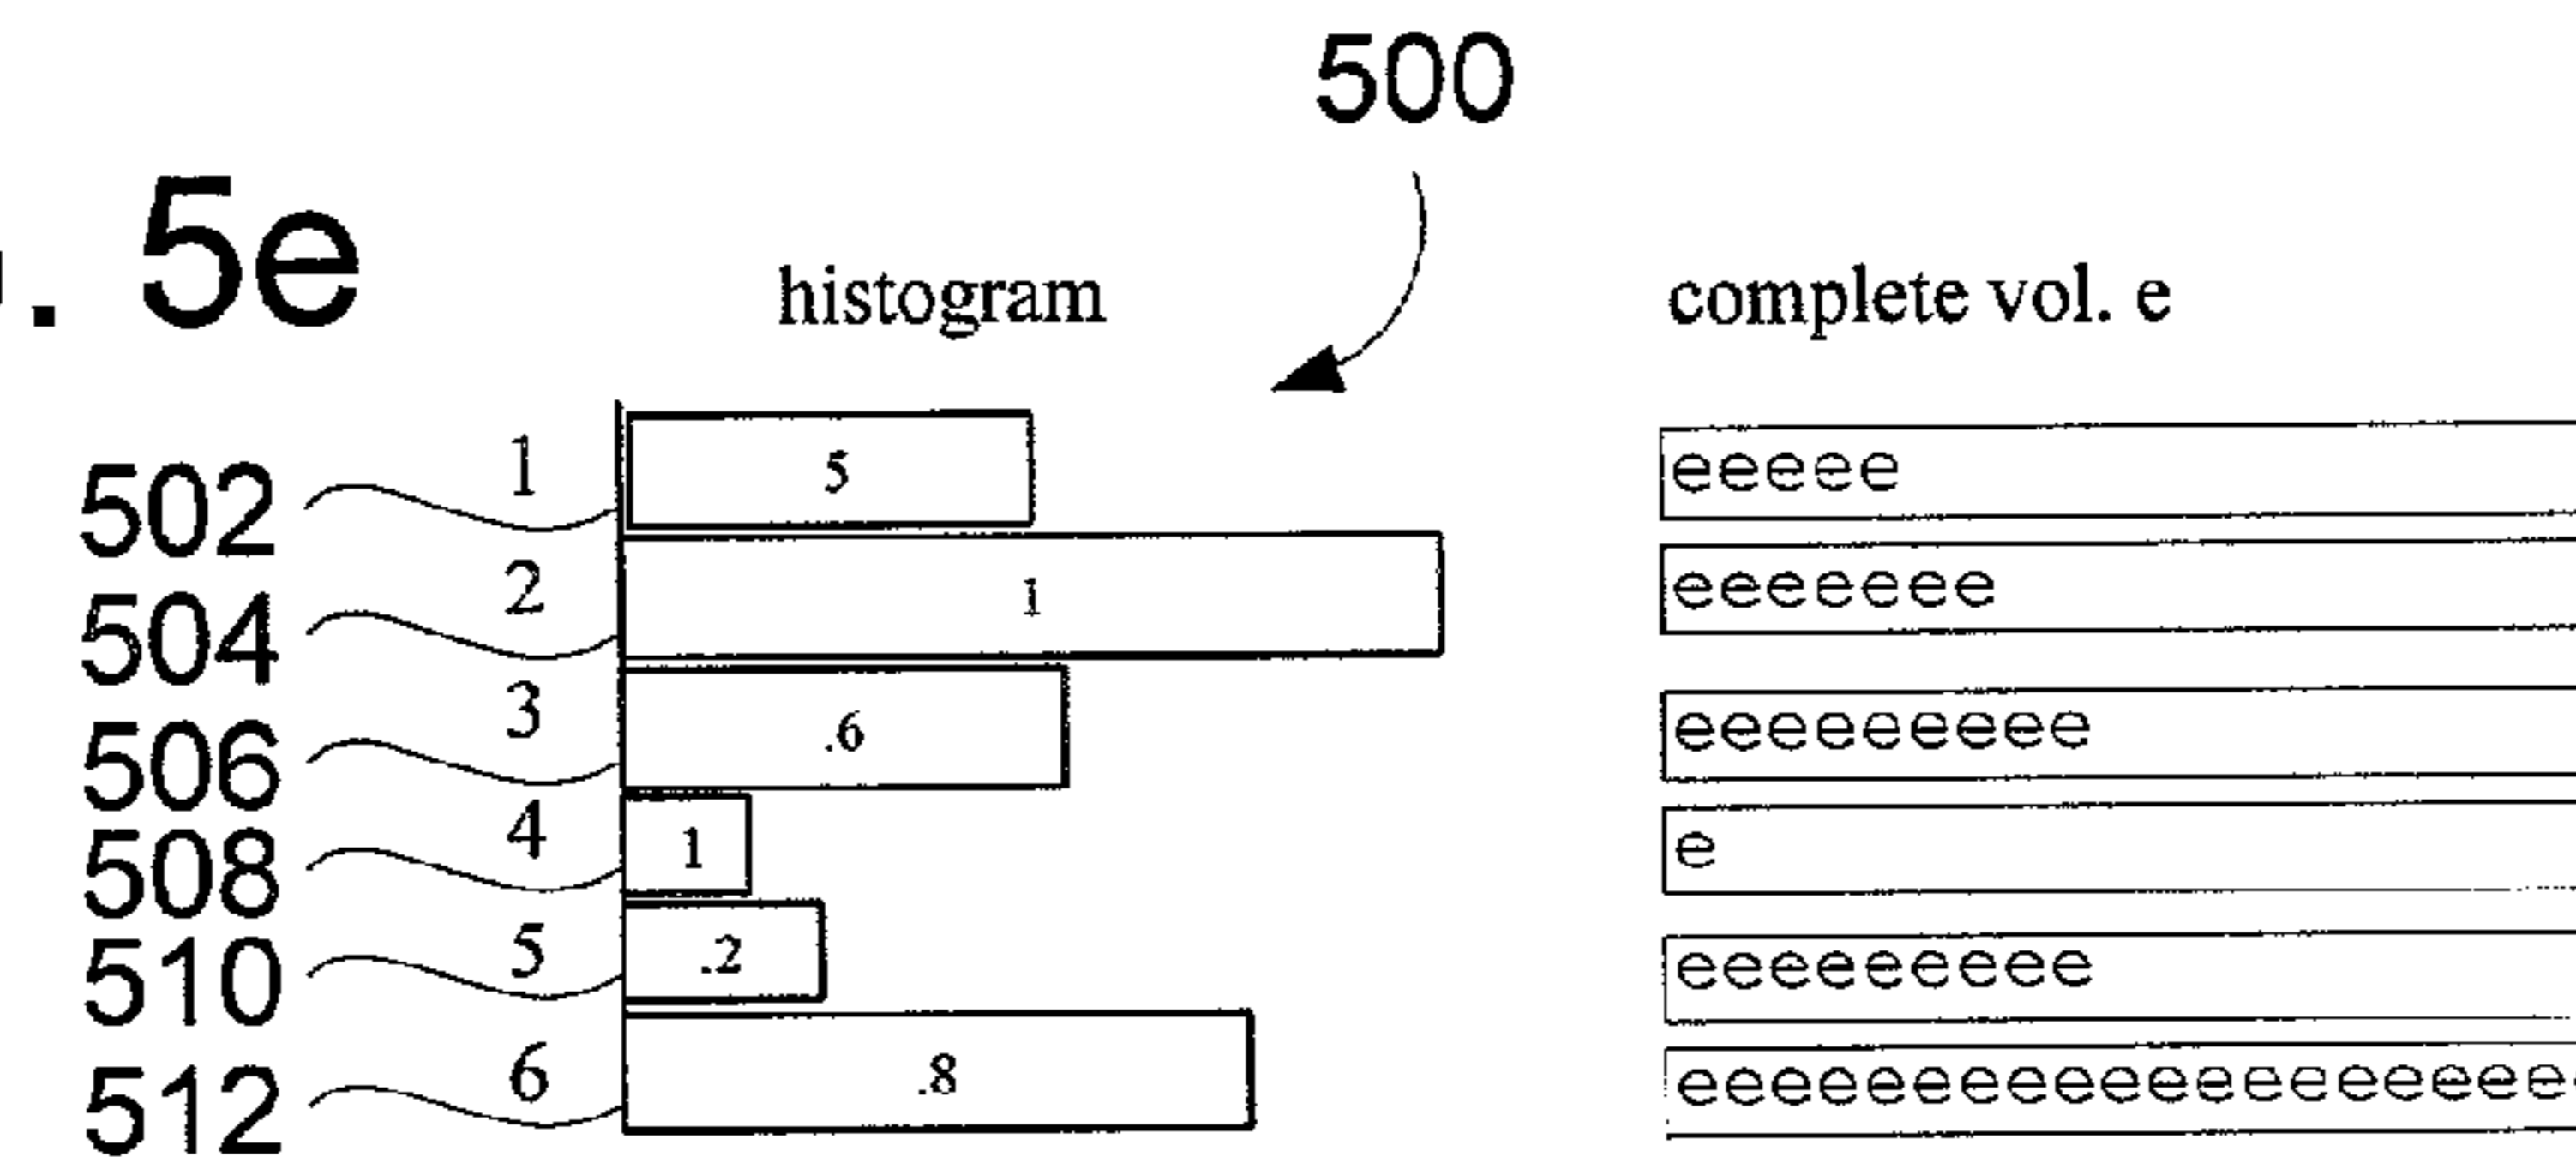 500
. 5e
histogram complete vol. e
502 1 5 eeeee
504 2 1 eeeeeee
506 3 .6 eeeeeeeee
508 4 1 e
510 5 .2 eeeeeeeee
512 6 .8 eeeeeeeeeeeeeeeeeee